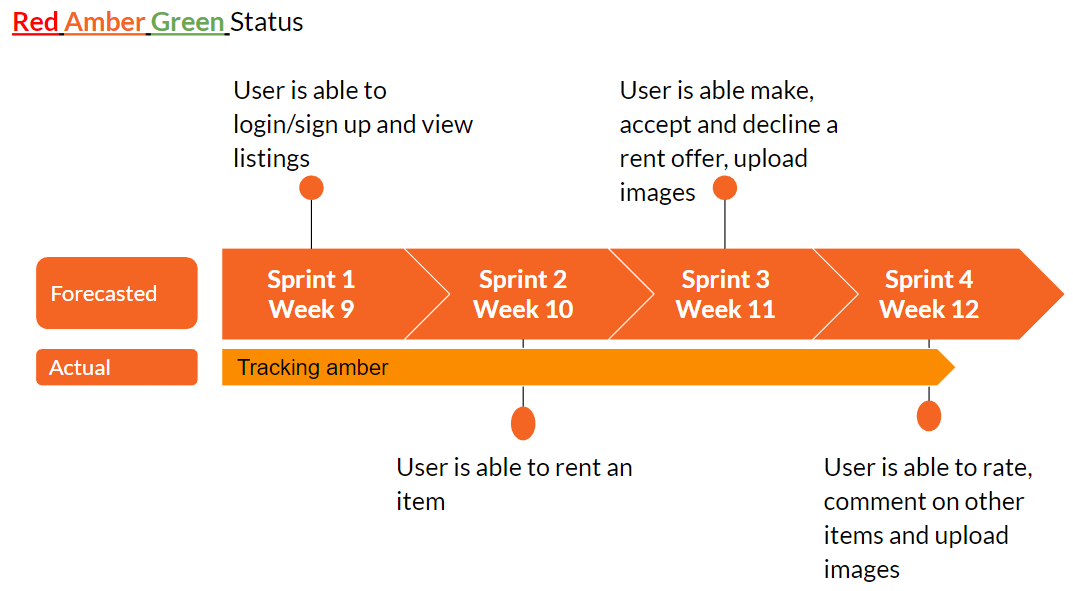 Red Amber Green Status
User is able to
login/sign up and view
listings
User is able make,
accept and decline a
rent offer, upload
images
Forecasted
Sprint 1
Week 9
Sprint 2
Week 10
Sprint 3
Week 11
Sprint 4
Week 12
Actual
Tracking amber
User is able to rent an
item
User is able to rate,
comment on other
items and upload
images